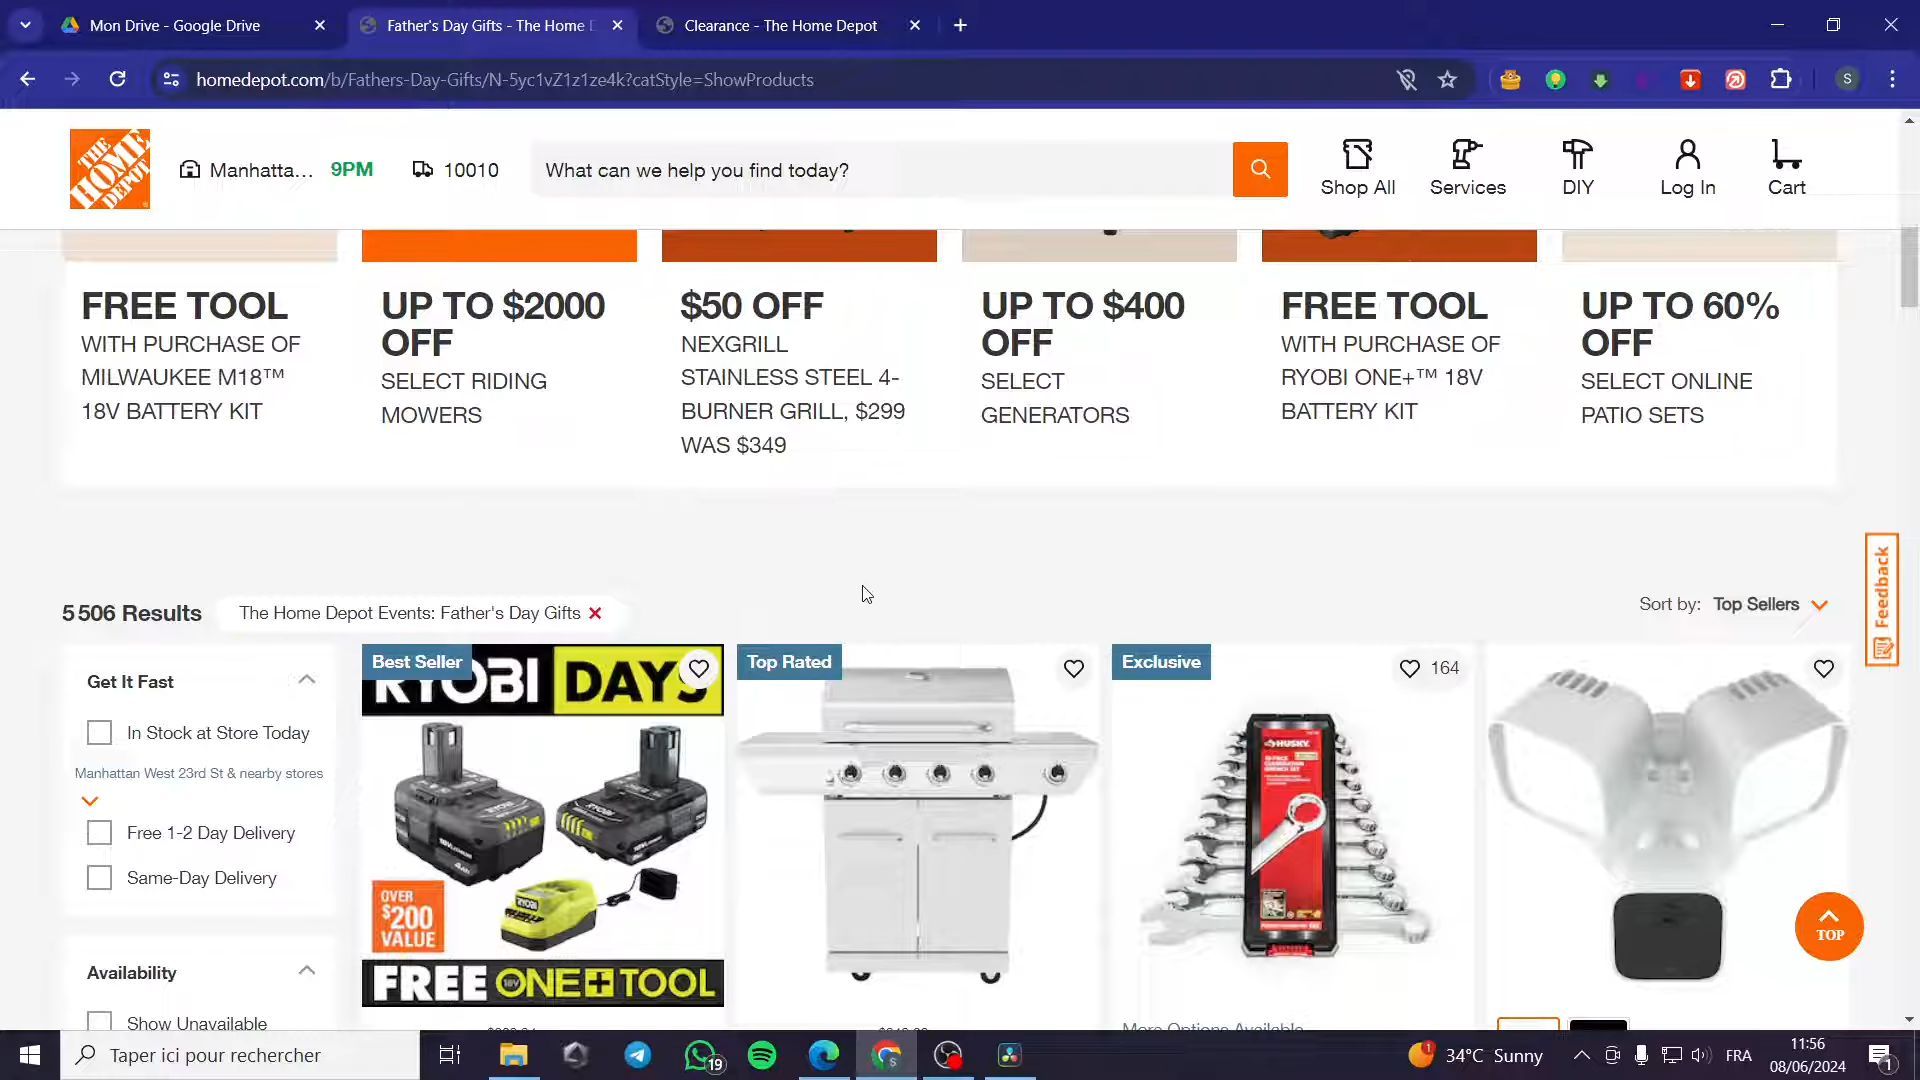 Mon Drive - Google Drive
Father's Day Gifts - The Home D
Clearance - The Home Depot
homedepot.com/b/Fathers-Day-Gifts/N-5yc1vZ1z1ze4k?catStyle=ShowProducts
S
THE HOME DEPOT
Manhatta... 9PM
10010
What can we help you find today?
Shop All
Services
DIY
Log In
Cart
FREE TOOL
WITH PURCHASE OF
MILWAUKEE M18™
18V BATTERY KIT
UP TO $2000
OFF
SELECT RIDING
MOWERS
$50 OFF
NEXGRILL
STAINLESS STEEL 4-
BURNER GRILL, $299
WAS $349
UP TO $400
OFF
SELECT
GENERATORS
FREE TOOL
WITH PURCHASE OF
RYOBI ONE+™ 18V
BATTERY KIT
UP TO 60%
OFF
SELECT ONLINE
PATIO SETS
Feedback
5 506 Results
The Home Depot Events: Father's Day Gifts
Sort by: Top Sellers
Get It Fast
In Stock at Store Today
Manhattan West 23rd St & nearby stores
Free 1-2 Day Delivery
Same-Day Delivery
Availability
Show Unavailable
Best Seller
RYOBI DAYS
RYOBI
OVER
$200
VALUE
FREE 18V ONE+ TOOL
Top Rated
Exclusive
164
HUSKY
More Options Available
TOP
Taper ici pour rechercher
19
S
1
34°C Sunny
FRA
11:56
08/06/2024
1